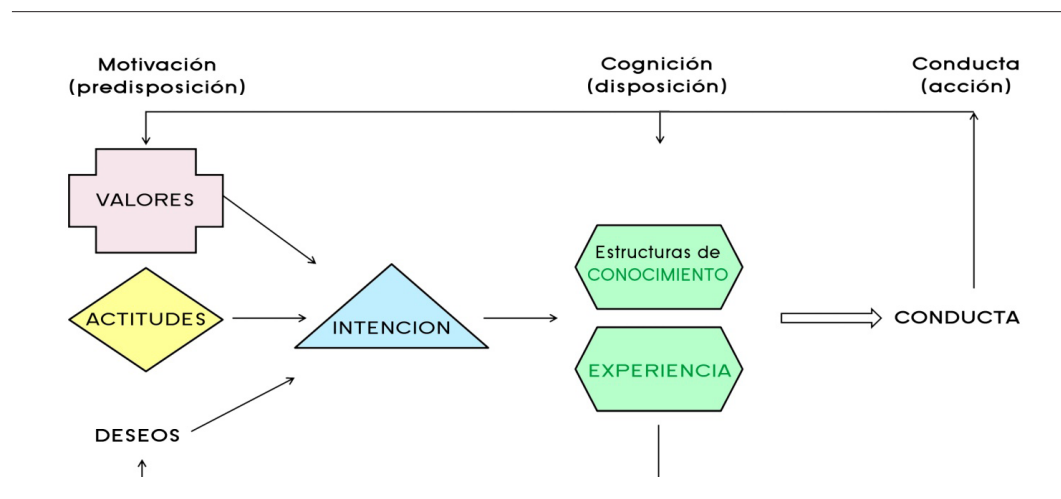 Motivación
(predisposición)
Cognición
(disposición)
Conducta
(acción)
VALORES
Estructuras de
CONOCIMIENTO
ACTITUDES
INTENCION
CONDUCTA
EXPERIENCIA
DESEOS